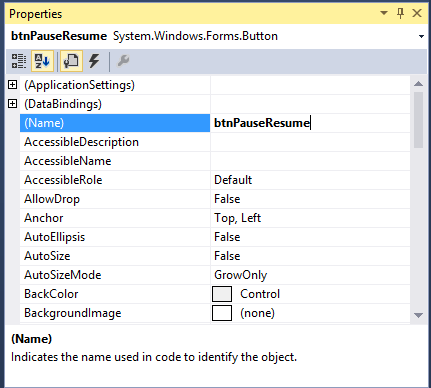 Properties
btnPauseResume System.Windows.Forms.Button
(ApplicationSettings)
(DataBindings)
(Name) btnPauseResume
AccessibleDescription
AccessibleName
AccessibleRole Default
AllowDrop False
Anchor Top, Left
AutoEllipsis False
AutoSize False
AutoSizeMode GrowOnly
BackColor Control
BackgroundImage (none)
(Name)
Indicates the name used in code to identify the object.